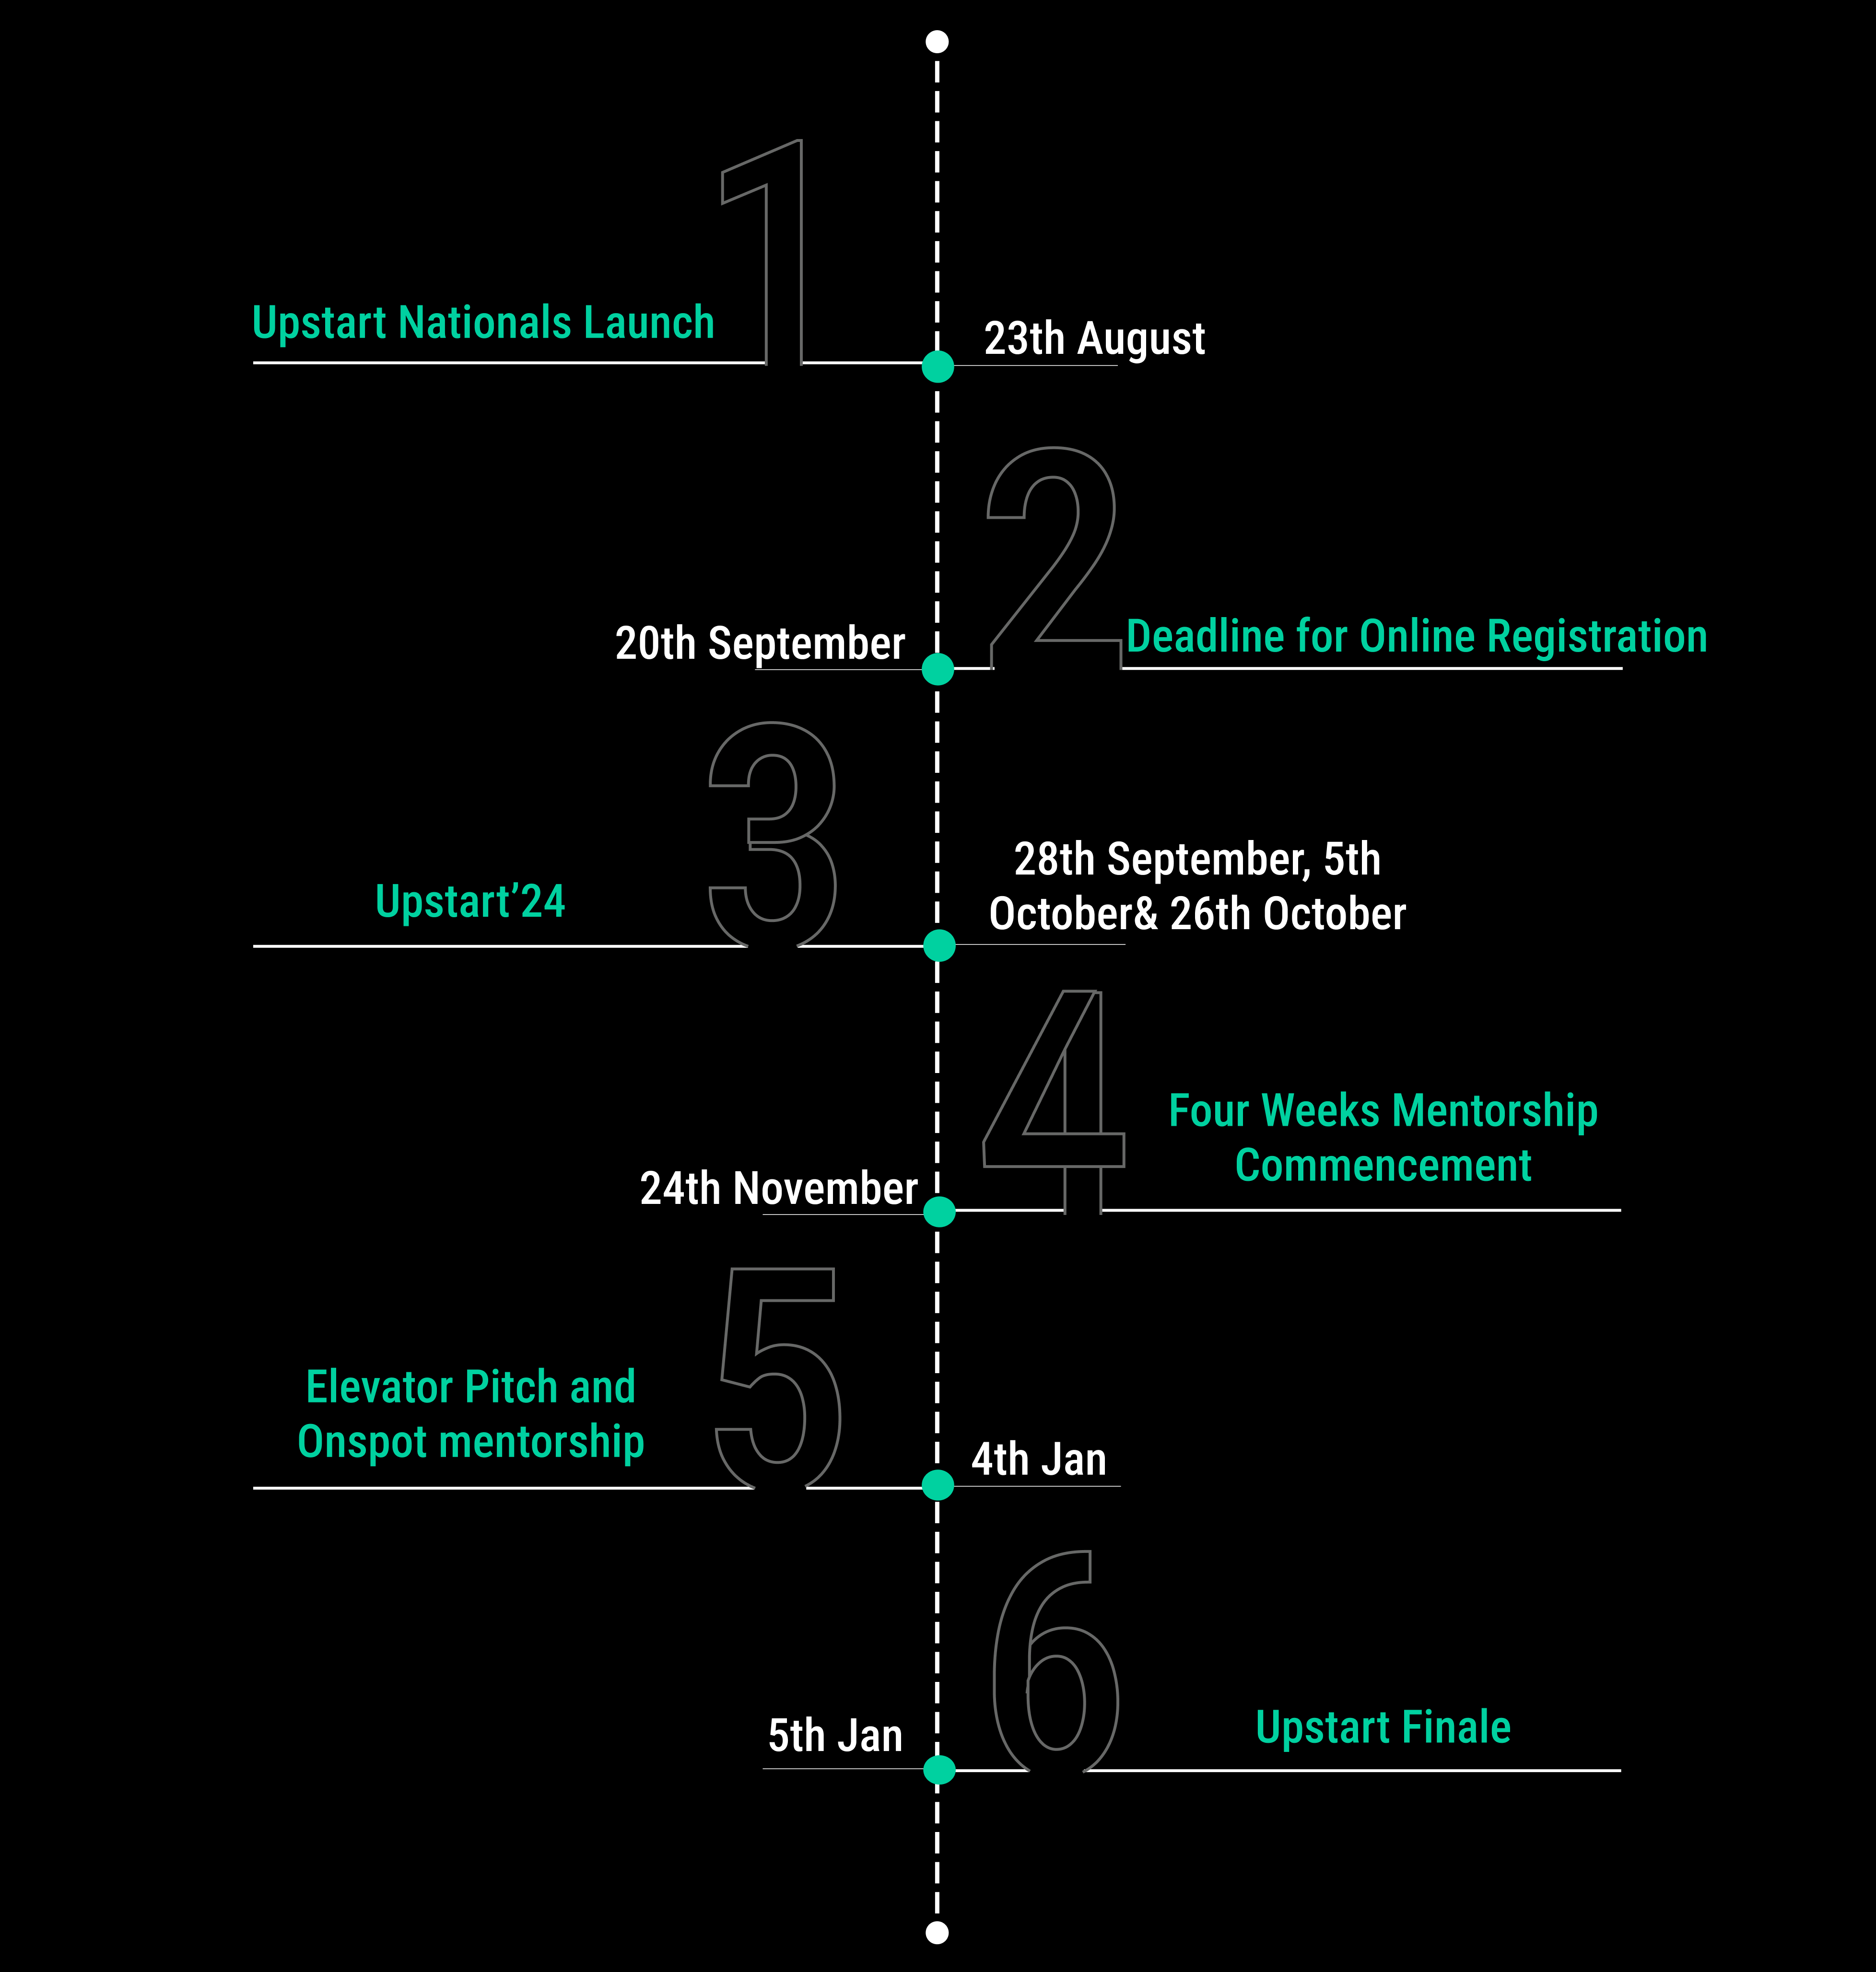 1
Upstart Nationals Launch
23th August
2
20th September
Deadline for Online Registration
3
Upstart’24
28th September, 5th
October& 26th October
4
Four Weeks Mentorship
Commencement
24th November
5
Elevator Pitch and
Onspot mentorship
4th Jan
6
5th Jan
Upstart Finale